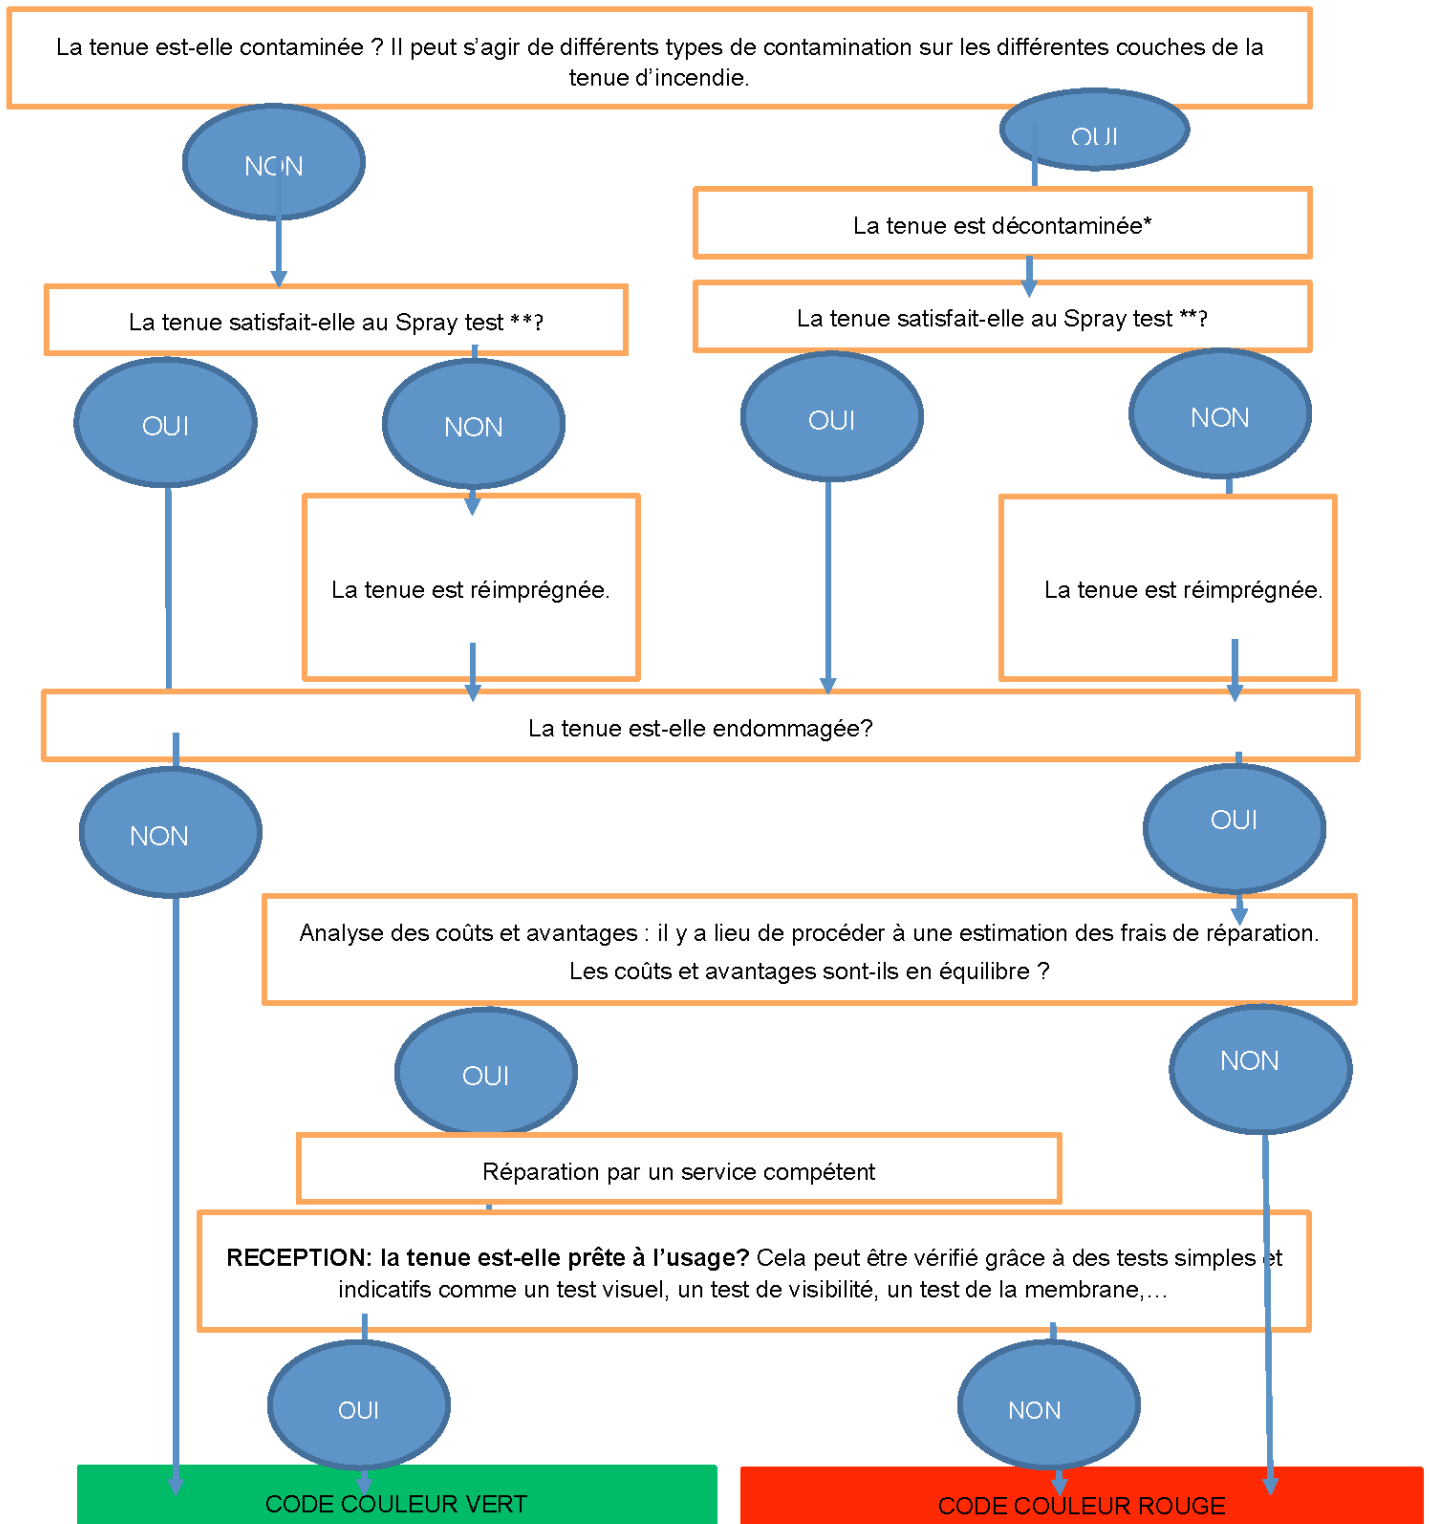 La tenue est-elle contaminée ? Il peut s’agir de différents types de contamination sur les différentes couches de la
tenue d’incendie.
NON
OUI
La tenue est décontaminée*
La tenue satisfait-elle au Spray test **?
La tenue satisfait-elle au Spray test **?
OUI
NON
OUI
NON
La tenue est réimprégnée.
La tenue est réimprégnée.
La tenue est-elle endommagée?
NON
OUI
Analyse des coûts et avantages : il y a lieu de procéder à une estimation des frais de réparation.
Les coûts et avantages sont-ils en équilibre ?
OUI
NON
Réparation par un service compétent
RECEPTION: la tenue est-elle prête à l’usage? Cela peut être vérifié grâce à des tests simples et
indicatifs comme un test visuel, un test de visibilité, un test de la membrane,…
OUI
NON
CODE COULEUR VERT
CODE COULEUR ROUGE